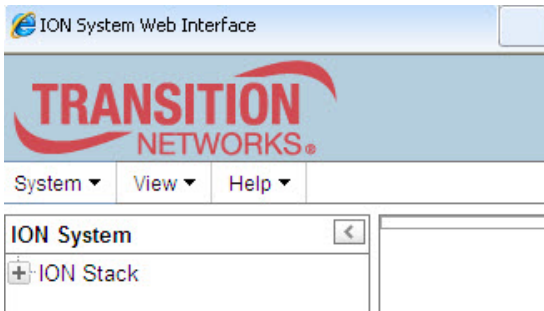 ION System Web Interface
TRANSITION
NETWORKS®
System View Help
ION System
ION Stack